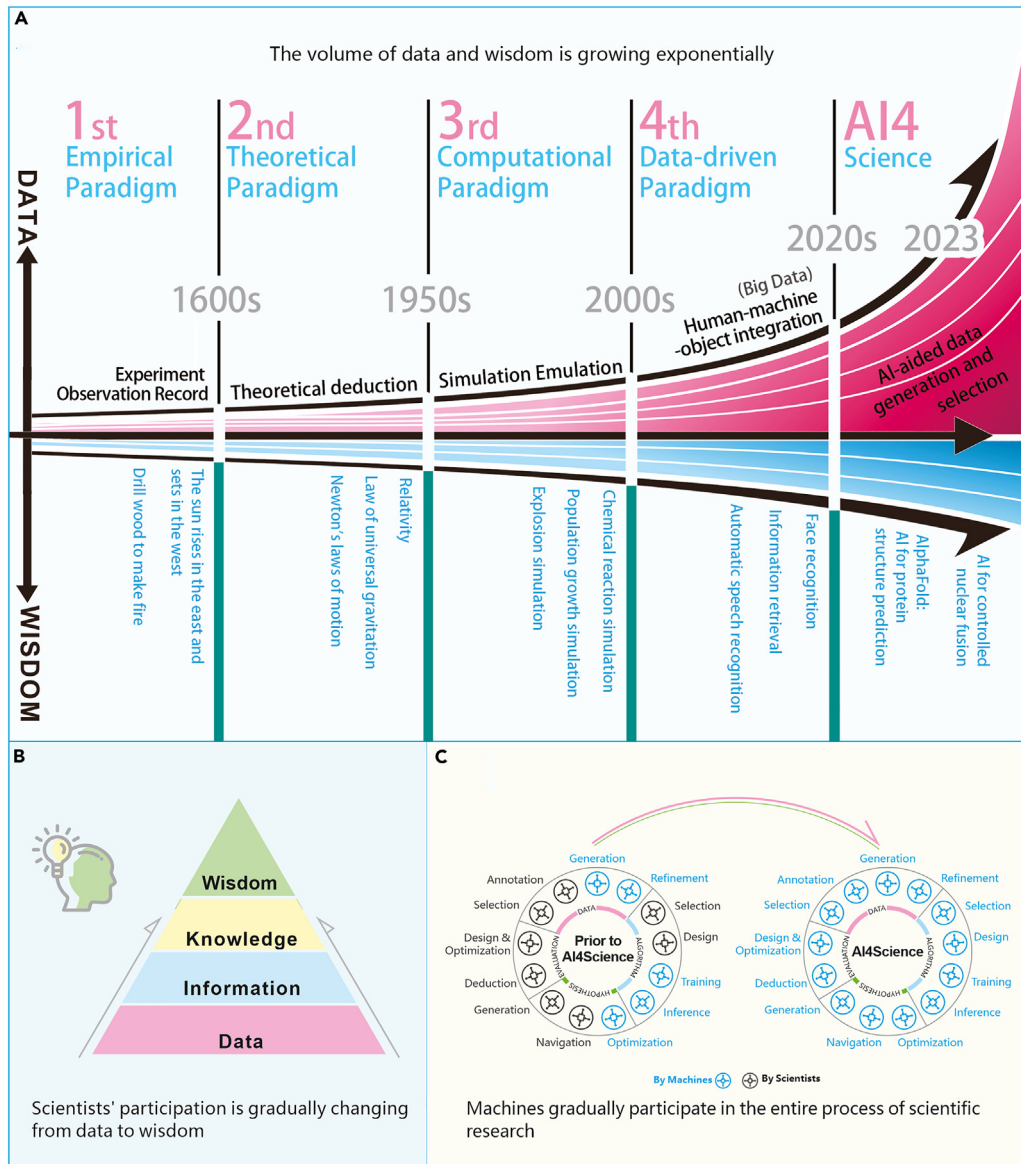 A
The volume of data and wisdom is growing exponentially
1st
Empirical
Paradigm
2nd
Theoretical
Paradigm
3rd
Computational
Paradigm
4th
Data-driven
Paradigm
AI4
Science
DATA
WISDOM
1600s
1950s
2000s
2020s
2023
Experiment
Observation Record
Theoretical deduction
Simulation Emulation
(Big Data)
Human-machine
-object integration
AI-aided data
generation and
selection
Drill wood to make fire
The sun rises in the east and
sets in the west
Newton's laws of motion
Law of universal gravitation
Relativity
Explosion simulation
Population growth simulation
Chemical reaction simulation
Automatic speech recognition
Information retrieval
Face recognition
AlphaFold:
AI for protein
structure prediction
AI for controlled
nuclear fusion
B
Wisdom
Knowledge
Information
Data
Scientists' participation is gradually changing
from data to wisdom
C
Generation
Refinement
Selection
Design
Training
Inference
Optimization
Navigation
Generation
Deduction
Design &
Optimization
Selection
Annotation
DATA
ALGORITHM
HYPOTHESIS
EVALUATION
Prior to
AI4Science
Generation
Refinement
Selection
Design
Training
Inference
Optimization
Navigation
Generation
Deduction
Design &
Optimization
Selection
Annotation
DATA
ALGORITHM
HYPOTHESIS
EVALUATION
AI4Science
By Machines
By Scientists
Machines gradually participate in the entire process of scientific
research